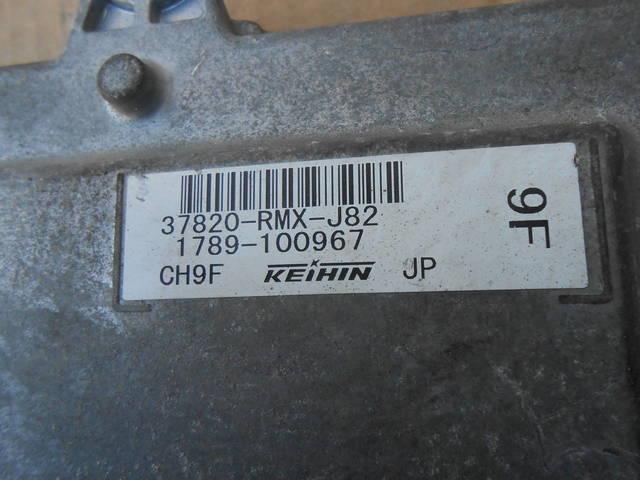 37820-RMX-J82
1789-100967
CH9F KEIHIN JP
9F